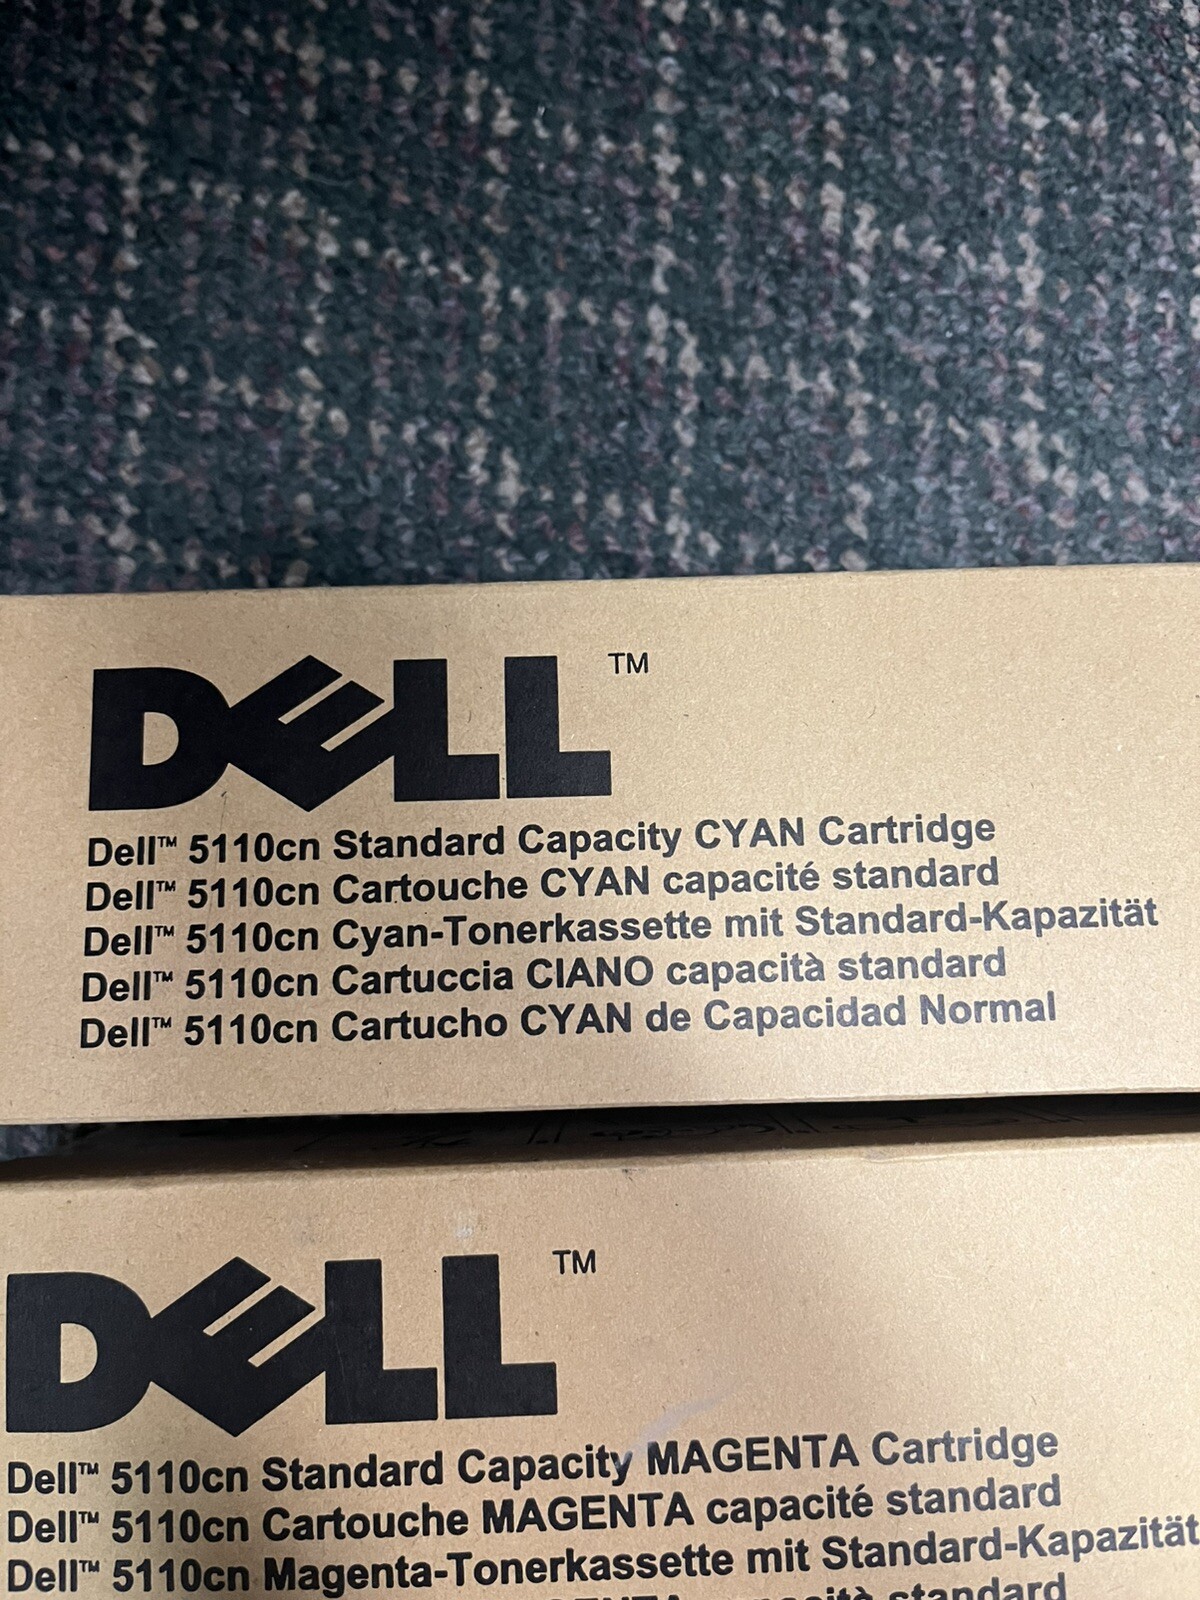 DELL™
Dell™ 5110cn Standard Capacity CYAN Cartridge
Dell™ 5110cn Cartouche CYAN capacité standard
Dell™ 5110cn Cyan-Tonerkassette mit Standard-Kapazität
Dell™ 5110cn Cartuccia CIANO capacità standard
Dell™ 5110cn Cartucho CYAN de Capacidad Normal
DELL™
Dell™ 5110cn Standard Capacity MAGENTA Cartridge
Dell™ 5110cn Cartouche MAGENTA capacité standard
Dell™ 5110cn Magenta-Tonerkassette mit Standard-Kapazität
standard